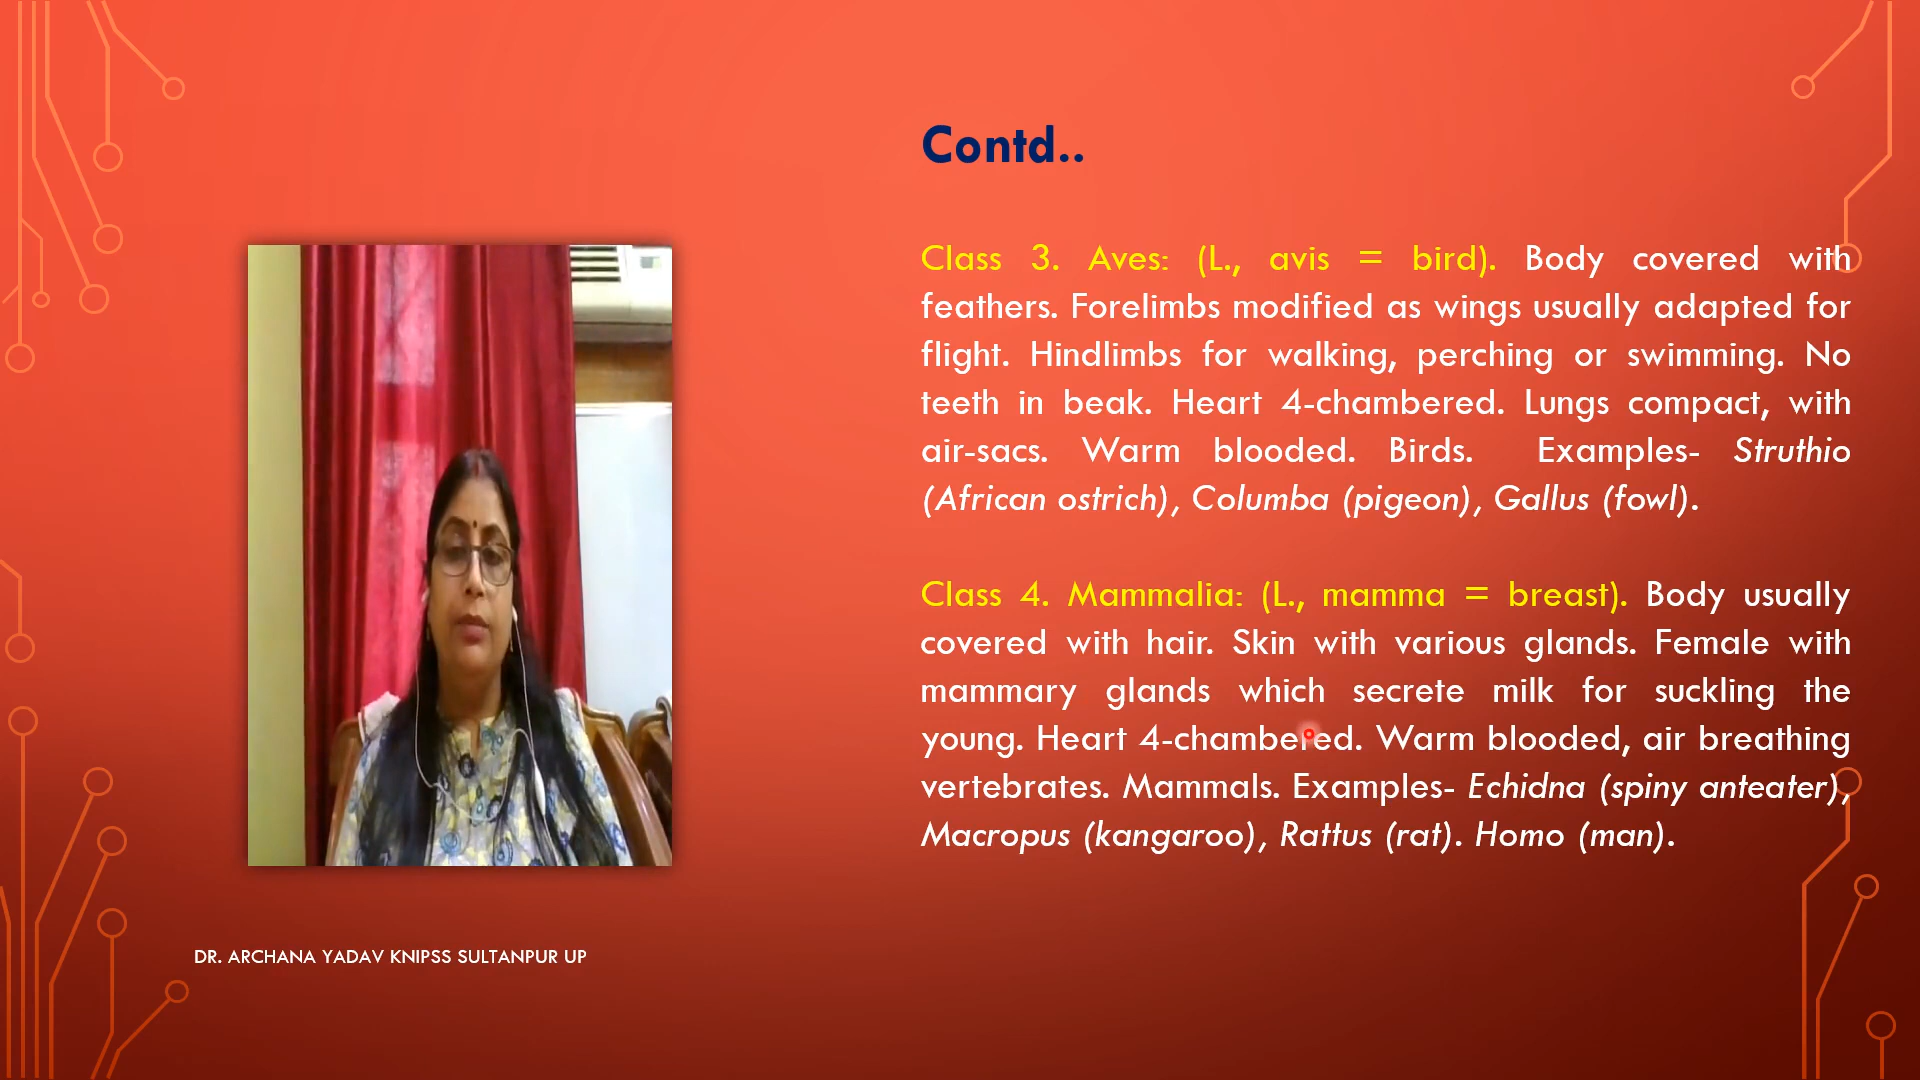 Contd..
Class 3. Aves: (L., avis = bird). Body covered with
feathers. Forelimbs modified as wings usually adapted for
flight. Hindlimbs for walking, perching or swimming. No
teeth in beak. Heart 4-chambered. Lungs compact, with
air-sacs. Warm blooded. Birds. Examples- Struthio
(African ostrich), Columba (pigeon), Gallus (fowl).
Class 4. Mammalia: (L., mamma = breast). Body usually
covered with hair. Skin with various glands. Female with
mammary glands which secrete milk for suckling the
young. Heart 4-chambered. Warm blooded, air breathing
vertebrates. Mammals. Examples- Echidna (spiny anteater),
Macropus (kangaroo), Rattus (rat). Homo (man).
DR. ARCHANA YADAV KNIPSS SULTANPUR UP